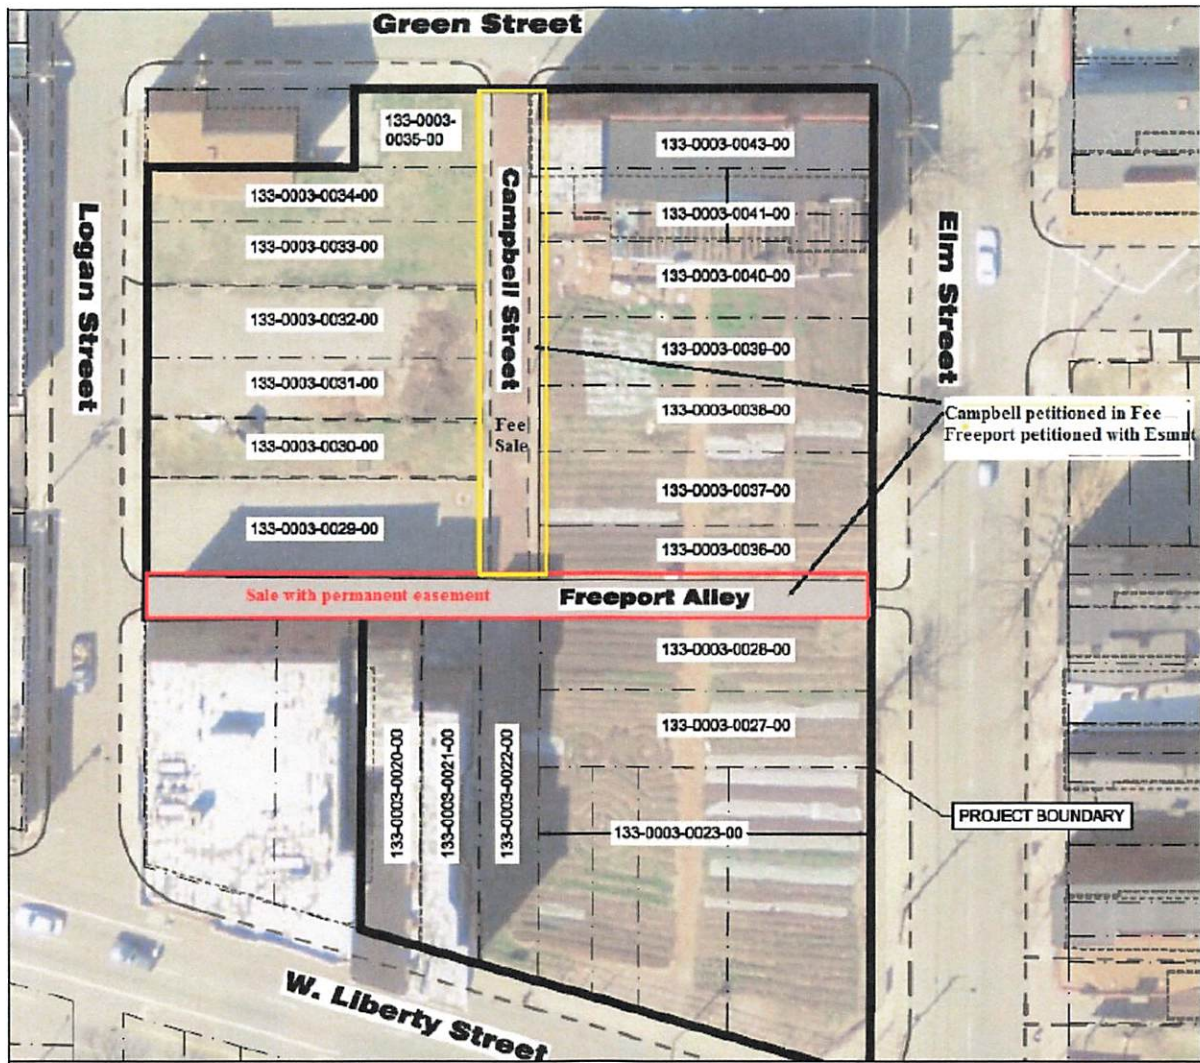 Green Street
133-0003-
0035-00
133-0003-0043-00
133-0003-0034-00
Campbell Street
133-0003-0041-00
Logan Street
133-0003-0033-00
Elm Street
133-0003-0040-00
133-0003-0032-00
133-0003-0039-00
133-0003-0031-00
133-0003-0038-00
Campbell petitioned in Fee
Freeport petitioned with Esmnt
133-0003-0030-00
Fee
Sale
133-0003-0037-00
133-0003-0029-00
133-0003-0036-00
Sale with permanent easement
Freeport Alley
133-0003-0028-00
133-0003-0027-00
133-0003-0020-00
133-0003-0021-00
133-0003-0022-00
133-0003-0023-00
PROJECT BOUNDARY
W. Liberty Street